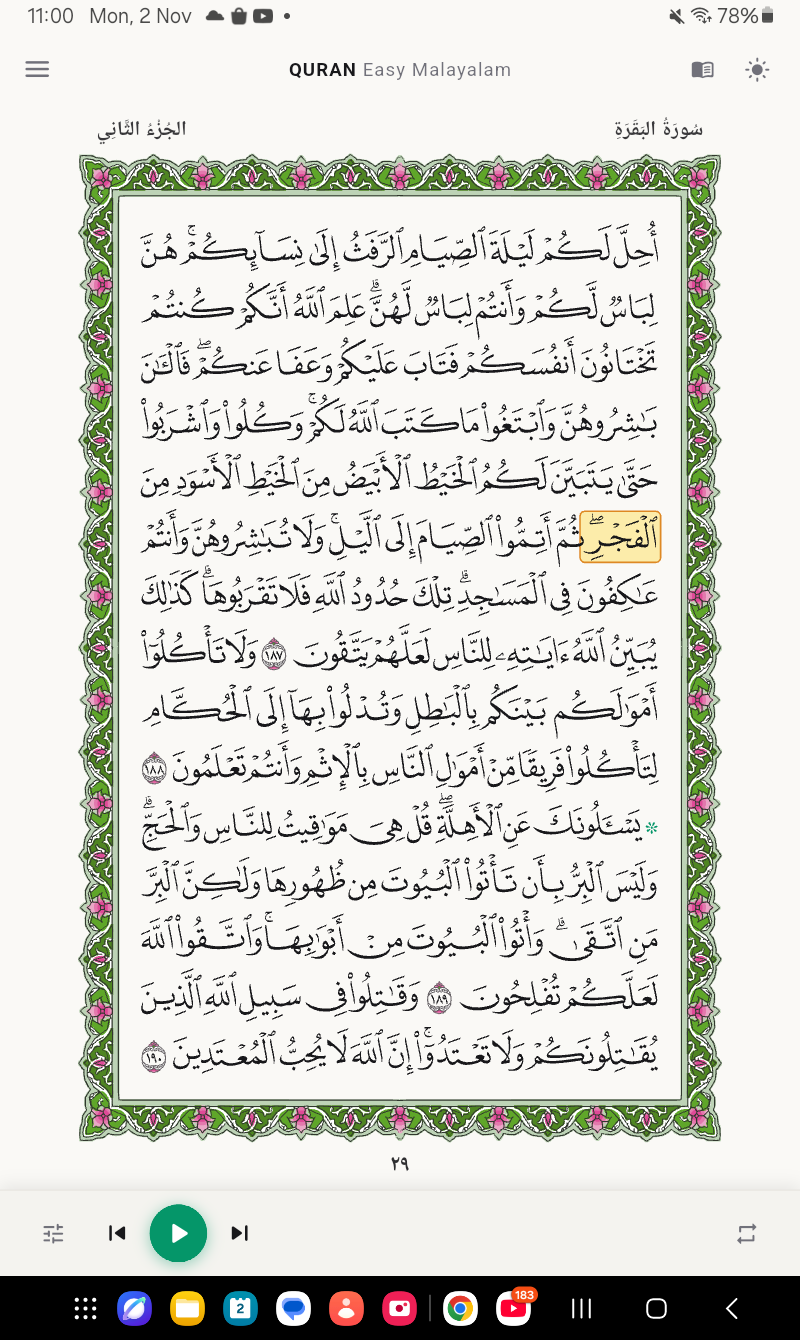 11:00 Mon, 2 Nov 78%
QURAN Easy Malayalam
سُورَةُ البَقَرَةِ الجُزْءُ الثَّانِي
أُحِلَّ لَكُمْ لَيْلَةَ ٱلصِّيَامِ ٱلرَّفَثُ إِلَىٰ نِسَآئِكُمْۚ هُنَّ
لِبَاسٌ لَّكُمْ وَأَنتُمْ لِبَاسٌ لَّهُنَّۗ عَلِمَ ٱللَّهُ أَنَّكُمْ كُنتُمْ
تَخْتَانُونَ أَنفُسَكُمْ فَتَابَ عَلَيْكُمْ وَعَفَا عَنكُمْۖ فَٱلْـَٰٔنَ
بَـٰشِرُوهُنَّ وَٱبْتَغُوا۟ مَا كَتَبَ ٱللَّهُ لَكُمْۚ وَكُلُوا۟ وَٱشْرَبُوا۟
حَتَّىٰ يَتَبَيَّنَ لَكُمُ ٱلْخَيْطُ ٱلْأَبْيَضُ مِنَ ٱلْخَيْطِ ٱلْأَسْوَدِ مِنَ
ٱلْفَجْرِۖ ثُمَّ أَتِمُّوا۟ ٱلصِّيَامَ إِلَى ٱلَّيْلِۚ وَلَا تُبَـٰشِرُوهُنَّ وَأَنتُمْ
عَـٰكِفُونَ فِى ٱلْمَسَـٰجِدِۗ تِلْكَ حُدُودُ ٱللَّهِ فَلَا تَقْرَبُوهَاۗ كَذَٰلِكَ
يُبَيِّنُ ٱللَّهُ ءَايَـٰتِهِۦ لِلنَّاسِ لَعَلَّهُمْ يَتَّقُونَ ١٨٧ وَلَا تَأْكُلُوٓا۟
أَمْوَٰلَكُم بَيْنَكُم بِٱلْبَـٰطِلِ وَتُدْلُوا۟ بِهَآ إِلَى ٱلْحُكَّامِ
لِتَأْكُلُوا۟ فَرِيقًا مِّنْ أَمْوَٰلِ ٱلنَّاسِ بِٱلْإِثْمِ وَأَنتُمْ تَعْلَمُونَ ١٨٨
۞ يَسْـَٔلُونَكَ عَنِ ٱلْأَهِلَّةِۖ قُلْ هِىَ مَوَٰقِيتُ لِلنَّاسِ وَٱلْحَجِّۗ
وَلَيْسَ ٱلْبِرُّ بِأَن تَأْتُوا۟ ٱلْبُيُوتَ مِن ظُهُورِهَا وَلَـٰكِنَّ ٱلْبِرَّ
مَنِ ٱتَّقَىٰۗ وَأْتُوا۟ ٱلْبُيُوتَ مِنْ أَبْوَٰبِهَاۚ وَٱتَّقُوا۟ ٱللَّهَ
لَعَلَّكُمْ تُفْلِحُونَ ١٨٩ وَقَـٰتِلُوا۟ فِى سَبِيلِ ٱللَّهِ ٱلَّذِينَ
يُقَـٰتِلُونَكُمْ وَلَا تَعْتَدُوٓا۟ۚ إِنَّ ٱللَّهَ لَا يُحِبُّ ٱلْمُعْتَدِينَ ١٩٠
٢٩
2 183